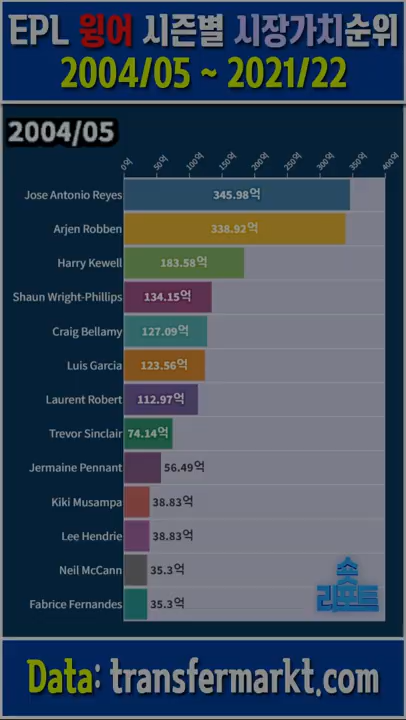 EPL 윙어 시즌별 시장가치순위
2004/05 ~ 2021/22
2004/05
0억 50억 100억 150억 200억 250억 300억 350억 400억
Jose Antonio Reyes 345.98억
Arjen Robben 338.92억
Harry Kewell 183.58억
Shaun Wright-Phillips 134.15억
Craig Bellamy 127.09억
Luis Garcia 123.56억
Laurent Robert 112.97억
Trevor Sinclair 74.14억
Jermaine Pennant 56.49억
Kiki Musampa 38.83억
Lee Hendrie 38.83억
Neil McCann 35.3억
Fabrice Fernandes 35.3억
숏
리포트
Data: transfermarkt.com